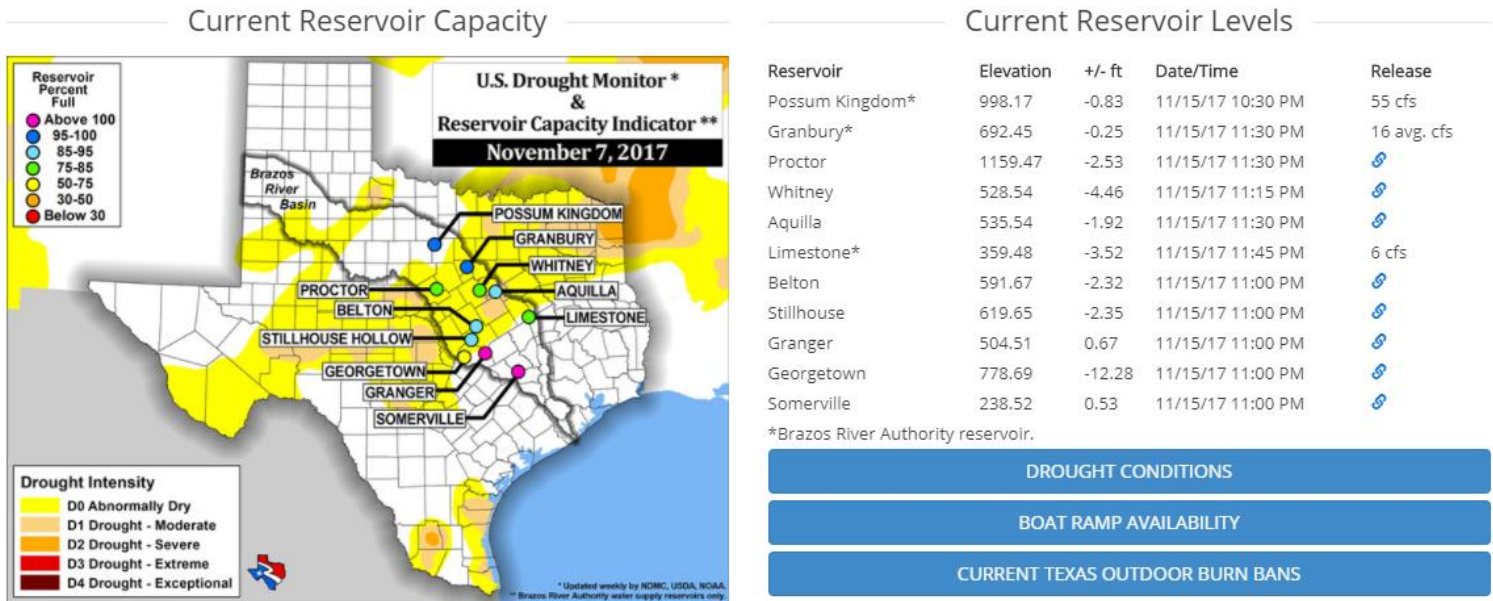 Current Reservoir Capacity
Reservoir
Percent
Full
Above 100
95-100
85-95
75-85
50-75
30-50
Below 30
U.S. Drought Monitor *
&
Reservoir Capacity Indicator **
November 7, 2017
Brazos
River
Basin
POSSUM KINGDOM
GRANBURY
WHITNEY
PROCTOR
AQUILLA
BELTON
LIMESTONE
STILLHOUSE HOLLOW
GEORGETOWN
GRANGER
SOMERVILLE
Drought Intensity
D0 Abnormally Dry
D1 Drought - Moderate
D2 Drought - Severe
D3 Drought - Extreme
D4 Drought - Exceptional
* Updated weekly by NDMC, USDA, NOAA.
** Brazos River Authority water supply reservoirs only.
Current Reservoir Levels
Reservoir Elevation +/- ft Date/Time Release
Possum Kingdom* 998.17 -0.83 11/15/17 10:30 PM 55 cfs
Granbury* 692.45 -0.25 11/15/17 11:30 PM 16 avg. cfs
Proctor 1159.47 -2.53 11/15/17 11:30 PM
Whitney 528.54 -4.46 11/15/17 11:15 PM
Aquilla 535.54 -1.92 11/15/17 11:30 PM
Limestone* 359.48 -3.52 11/15/17 11:45 PM 6 cfs
Belton 591.67 -2.32 11/15/17 11:00 PM
Stillhouse 619.65 -2.35 11/15/17 11:00 PM
Granger 504.51 0.67 11/15/17 11:00 PM
Georgetown 778.69 -12.28 11/15/17 11:00 PM
Somerville 238.52 0.53 11/15/17 11:00 PM
*Brazos River Authority reservoir.
DROUGHT CONDITIONS
BOAT RAMP AVAILABILITY
CURRENT TEXAS OUTDOOR BURN BANS